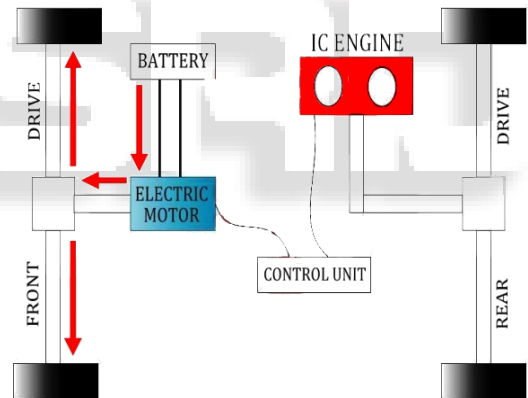 IC ENGINE
BATTERY
DRIVE
DRIVE
ELECTRIC
MOTOR
CONTROL UNIT
FRONT
REAR